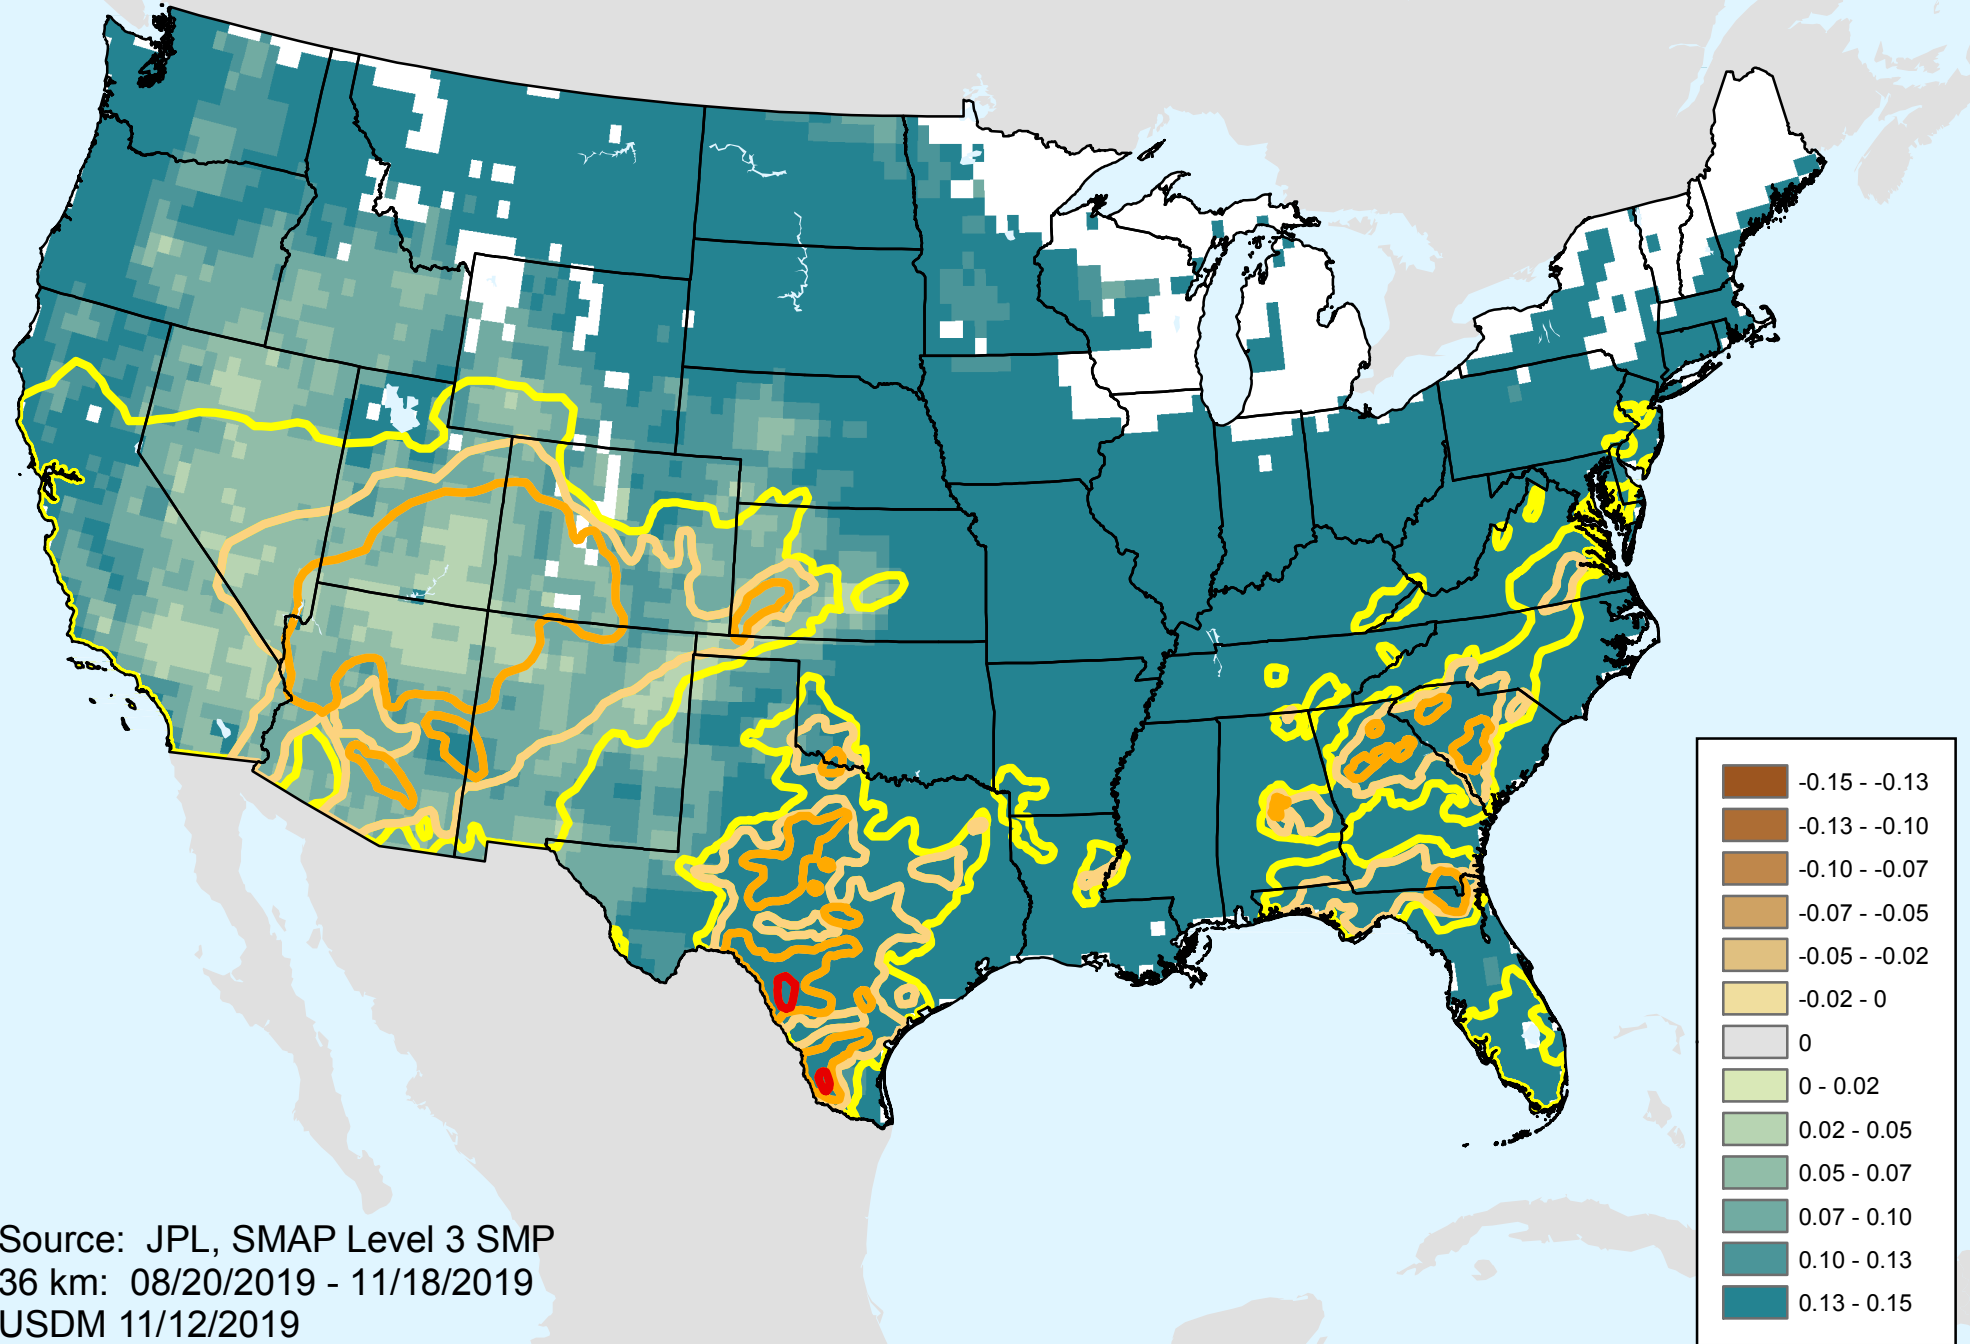 -0.15 - -0.13
-0.13 - -0.10
-0.10 - -0.07
-0.07 - -0.05
-0.05 - -0.02
-0.02 - 0
0
0 - 0.02
0.02 - 0.05
0.05 - 0.07
0.07 - 0.10
0.10 - 0.13
0.13 - 0.15
Source: JPL, SMAP Level 3 SMP
36 km: 08/20/2019 - 11/18/2019
USDM 11/12/2019